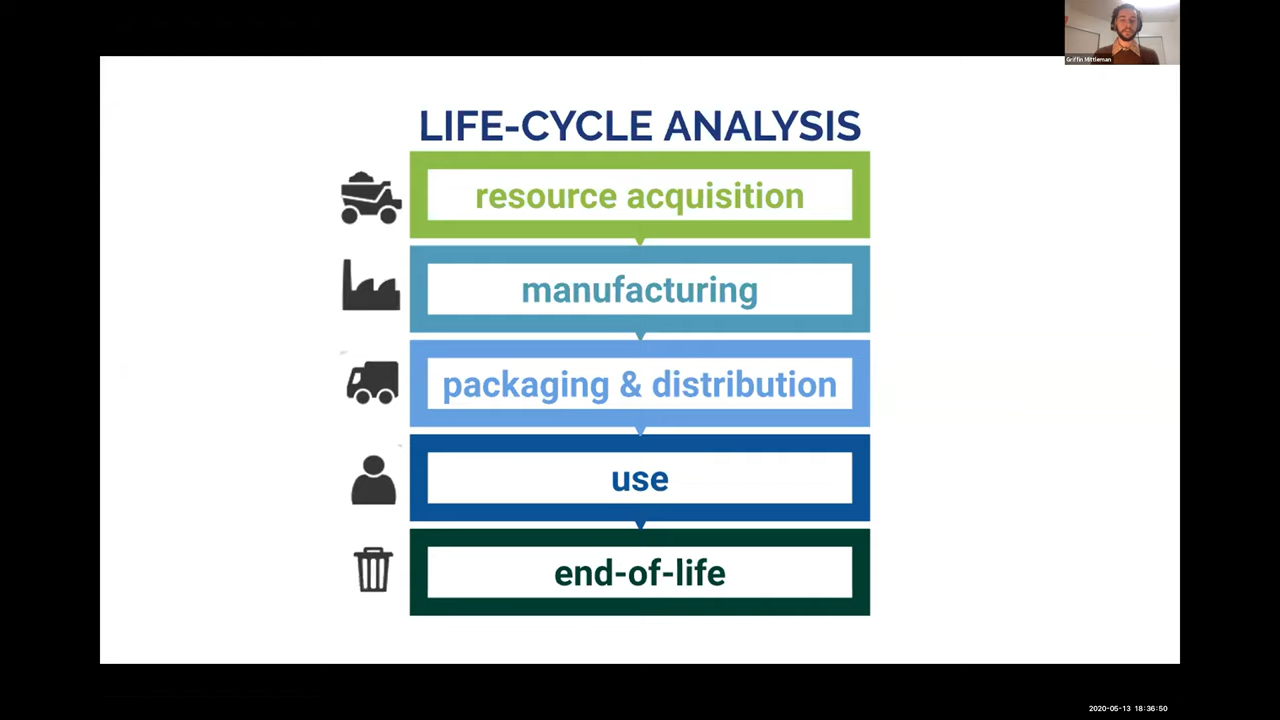 Griffin Mittleman
LIFE-CYCLE ANALYSIS
resource acquisition
manufacturing
packaging & distribution
use
end-of-life
2020-05-13 18:36:50